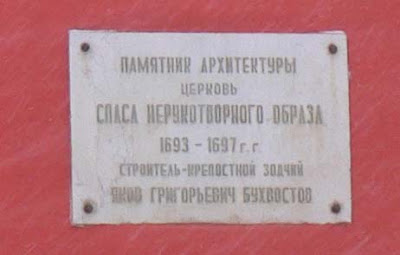 ПАМЯТНИК АРХИТЕКТУРЫ
ЦЕРКОВЬ
СПАСА НЕРУКОТВОРНОГО ОБРАЗА
1693 - 1697 г. г.
СТРОИТЕЛЬ-КРЕПОСТНОЙ ЗОДЧИЙ
ЯКОВ ГРИГОРЬЕВИЧ БУХВОСТОВ